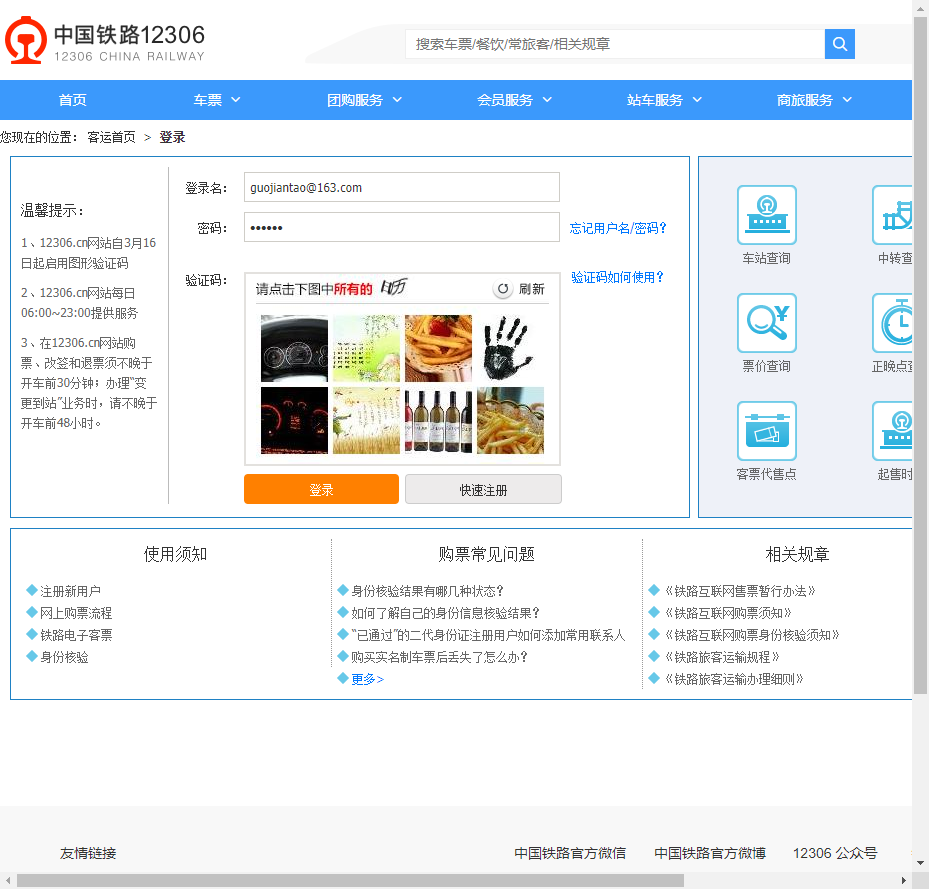 中国铁路12306
12306 CHINA RAILWAY
搜索车票/餐饮/常旅客/相关规章
首页 车票 团购服务 会员服务 站车服务 商旅服务
您现在的位置： 客运首页 > 登录
温馨提示：
1、12306.cn网站自3月16
日起启用图形验证码
2、12306.cn网站每日
06:00~23:00提供服务
3、在12306.cn网站购
票、改签和退票须不晚于
开车前30分钟；办理“变
更到站”业务时，请不晚于
开车前48小时。
登录名： guojiantao@163.com
密码： •••••• 忘记用户名/密码？
验证码： 验证码如何使用？
请点击下图中所有的 刷新
登录 快速注册
车站查询 中转查
票价查询 正晚点查
客票代售点 起售时
使用须知
注册新用户
网上购票流程
铁路电子客票
身份核验
购票常见问题
身份核验结果有哪几种状态？
如何了解自己的身份信息核验结果？
“已通过”的二代身份证注册用户如何添加常用联系人
购买实名制车票后丢失了怎么办？
更多>
相关规章
《铁路互联网售票暂行办法》
《铁路互联网购票须知》
《铁路互联网购票身份核验须知》
《铁路旅客运输规程》
《铁路旅客运输办理细则》
友情链接 中国铁路官方微信 中国铁路官方微博 12306 公众号